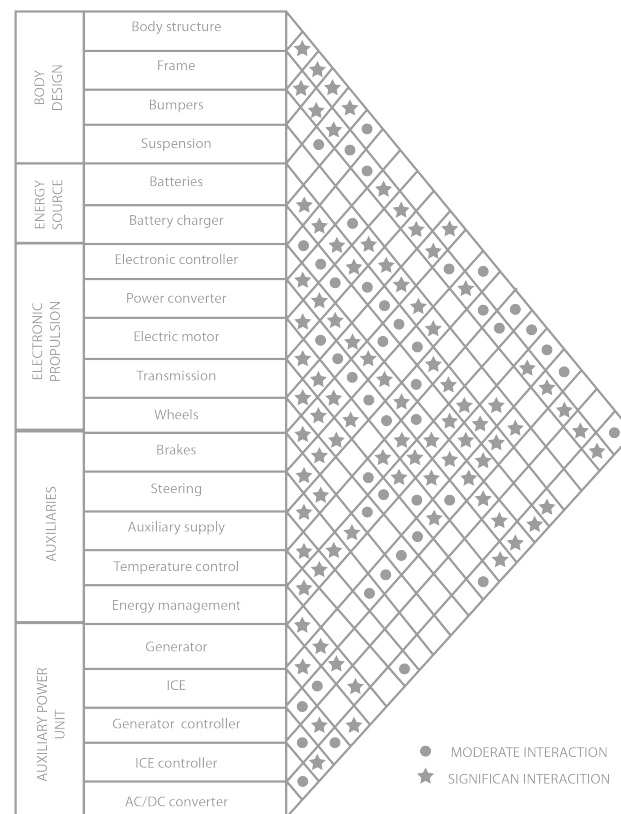 BODY
DESIGN
Body structure
Frame
Bumpers
Suspension
ENERGY
SOURCE
Batteries
Battery charger
ELECTRONIC
PROPULSION
Electronic controller
Power converter
Electric motor
Transmission
Wheels
AUXILIARIES
Brakes
Steering
Auxiliary supply
Temperature control
Energy management
AUXILIARY POWER
UNIT
Generator
ICE
Generator controller
ICE controller
AC/DC converter
MODERATE INTERACTION
SIGNIFICAN INTERACITION